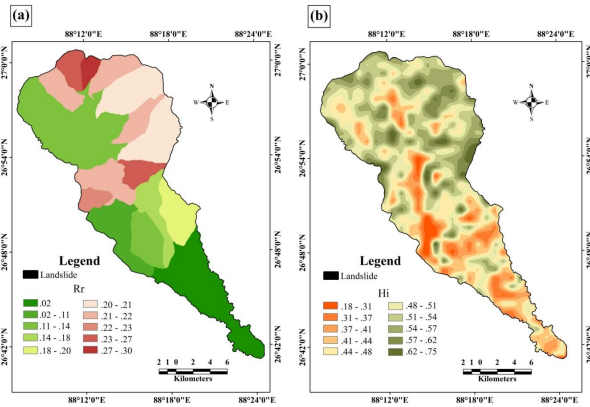 (a)
88°12'0"E 88°18'0"E 88°24'0"E
27°0'0"N
26°54'0"N
26°48'0"N
26°42'0"N
N
W E
S
Legend
Landslide
Rr
.02
.02 - .11
.11 - .14
.14 - .18
.18 - .20
.20 - .21
.21 - .22
.22 - .23
.23 - .27
.27 - .30
2 1 0 2 4 6
Kilometers
88°12'0"E 88°18'0"E 88°24'0"E
(b)
88°12'0"E 88°18'0"E 88°24'0"E
27°0'0"N
26°54'0"N
26°48'0"N
26°42'0"N
N
W E
S
Legend
Landslide
Hi
.18 - .31
.31 - .37
.37 - .41
.41 - .44
.44 - .48
.48 - .51
.51 - .54
.54 - .57
.57 - .62
.62 - .75
2 1 0 2 4 6
Kilometers
88°12'0"E 88°18'0"E 88°24'0"E